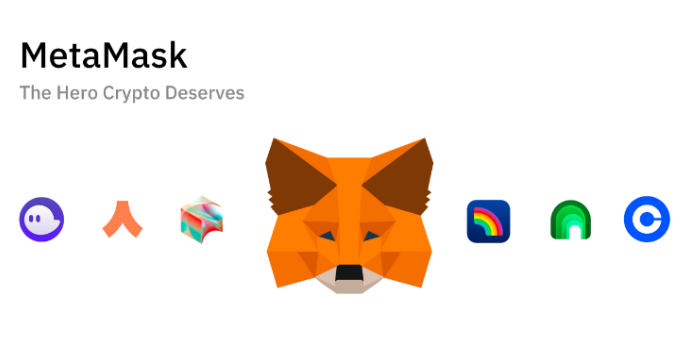 MetaMask
The Hero Crypto Deserves